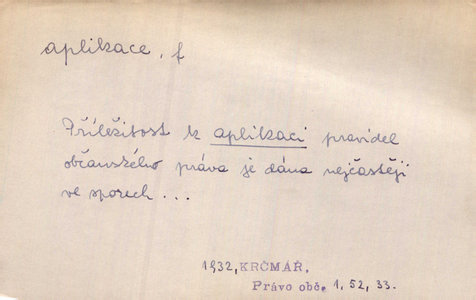 aplikace, f
Příležitost k aplikaci pravidel
občanského práva je dána nejčastěji
ve sporech...
1932, KRČMÁŘ,
Právo obč. 1, 52, 33.